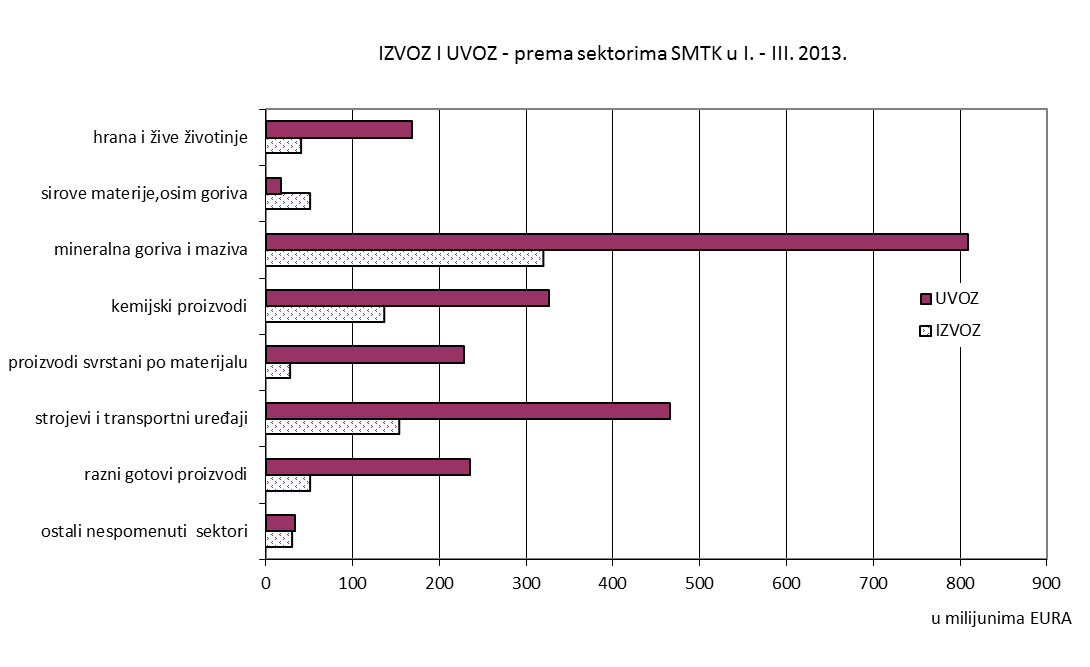 IZVOZ I UVOZ - prema sektorima SMTK u I. - III. 2013.
hrana i žive životinje
sirove materije,osim goriva
mineralna goriva i maziva
kemijski proizvodi
proizvodi svrstani po materijalu
strojevi i transportni uređaji
razni gotovi proizvodi
ostali nespomenuti  sektori
UVOZ
IZVOZ
0 100 200 300 400 500 600 700 800 900
u milijunima EURA